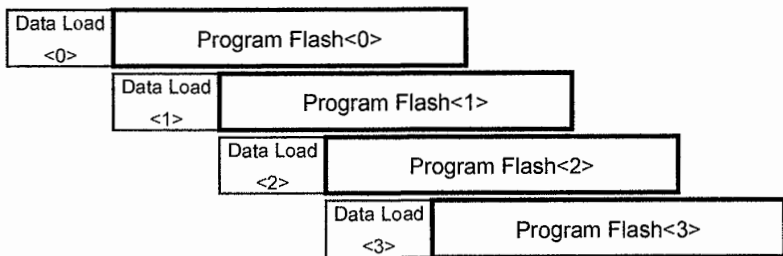 Data Load
<0>
Program Flash<0>
Data Load
<1>
Program Flash<1>
Data Load
<2>
Program Flash<2>
Data Load
<3>
Program Flash<3>